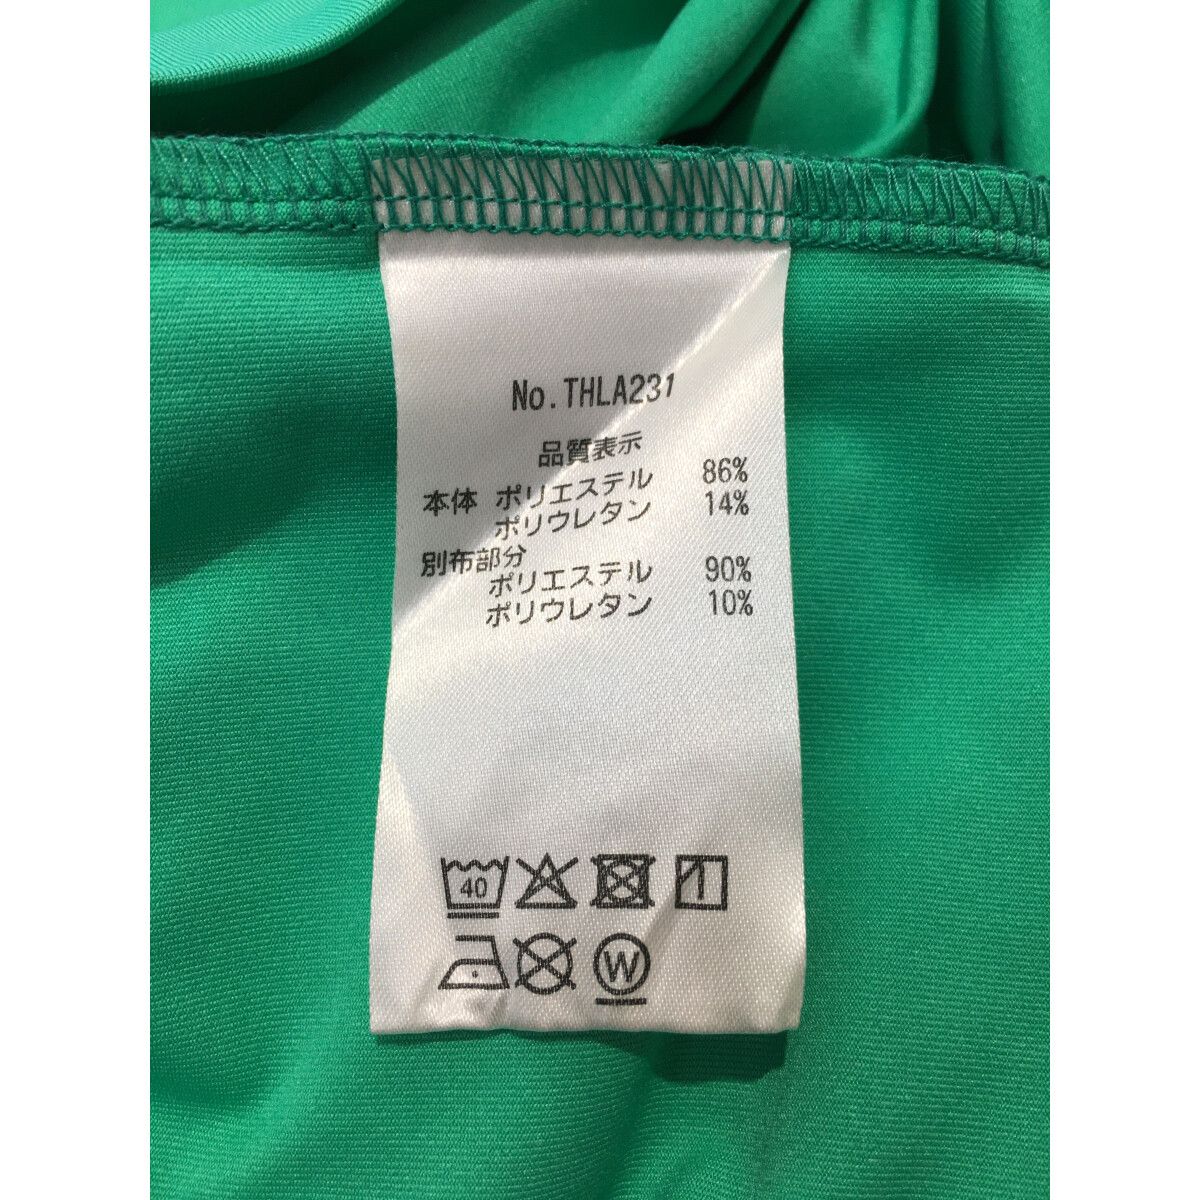 No.THLA231
品質表示
本体 ポリエステル 86%
ポリウレタン 14%
別布部分
ポリエステル 90%
ポリウレタン 10%
40
W